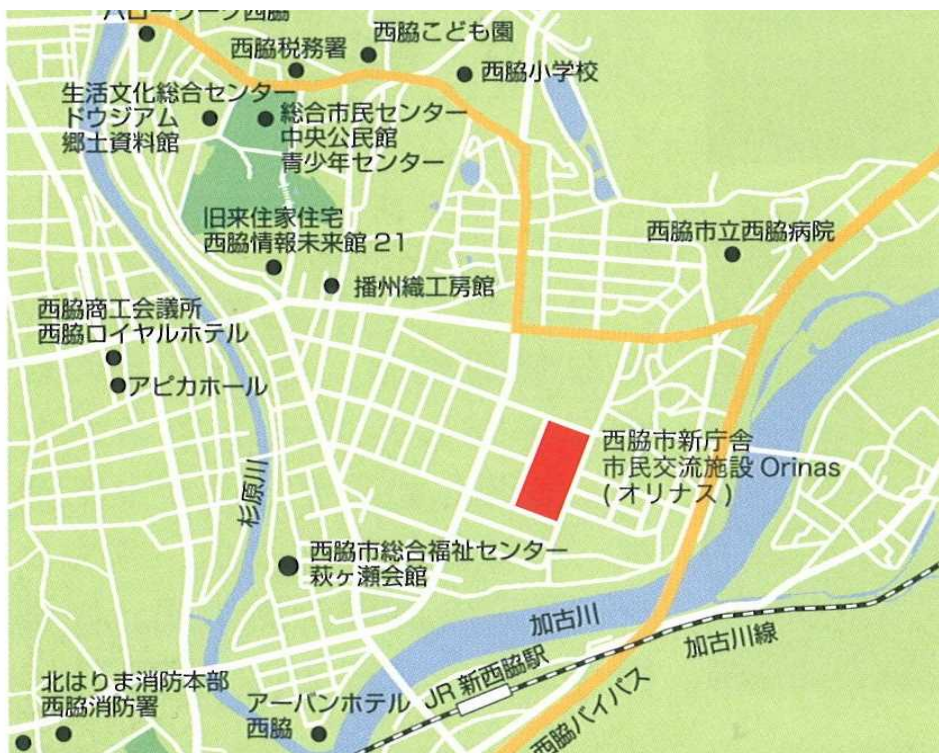 ハローワーク西脇
西脇税務署
西脇こども園
西脇小学校
生活文化総合センター
ドウジアム
郷土資料館
総合市民センター
中央公民館
青少年センター
旧来住家住宅
西脇情報未来館 21
西脇市立西脇病院
播州織工房館
西脇商工会議所
西脇ロイヤルホテル
アピカホール
西脇市新庁舎
市民交流施設 Orinas
(オリナス)
杉原川
西脇市総合福祉センター
萩ヶ瀬会館
加古川
加古川線
JR 新西脇駅
北はりま消防本部
西脇消防署
アーバンホテル
西脇
西脇バイパス